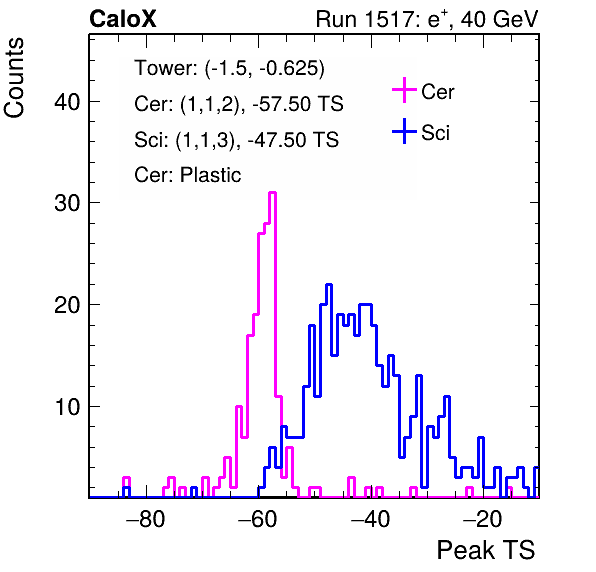 CaloX Run 1517: e⁺, 40 GeV
Counts
Tower: (-1.5, -0.625)
Cer: (1,1,2), -57.50 TS
Sci: (1,1,3), -47.50 TS
Cer: Plastic
Cer
Sci
40
30
20
10
−80 −60 −40 −20
Peak TS